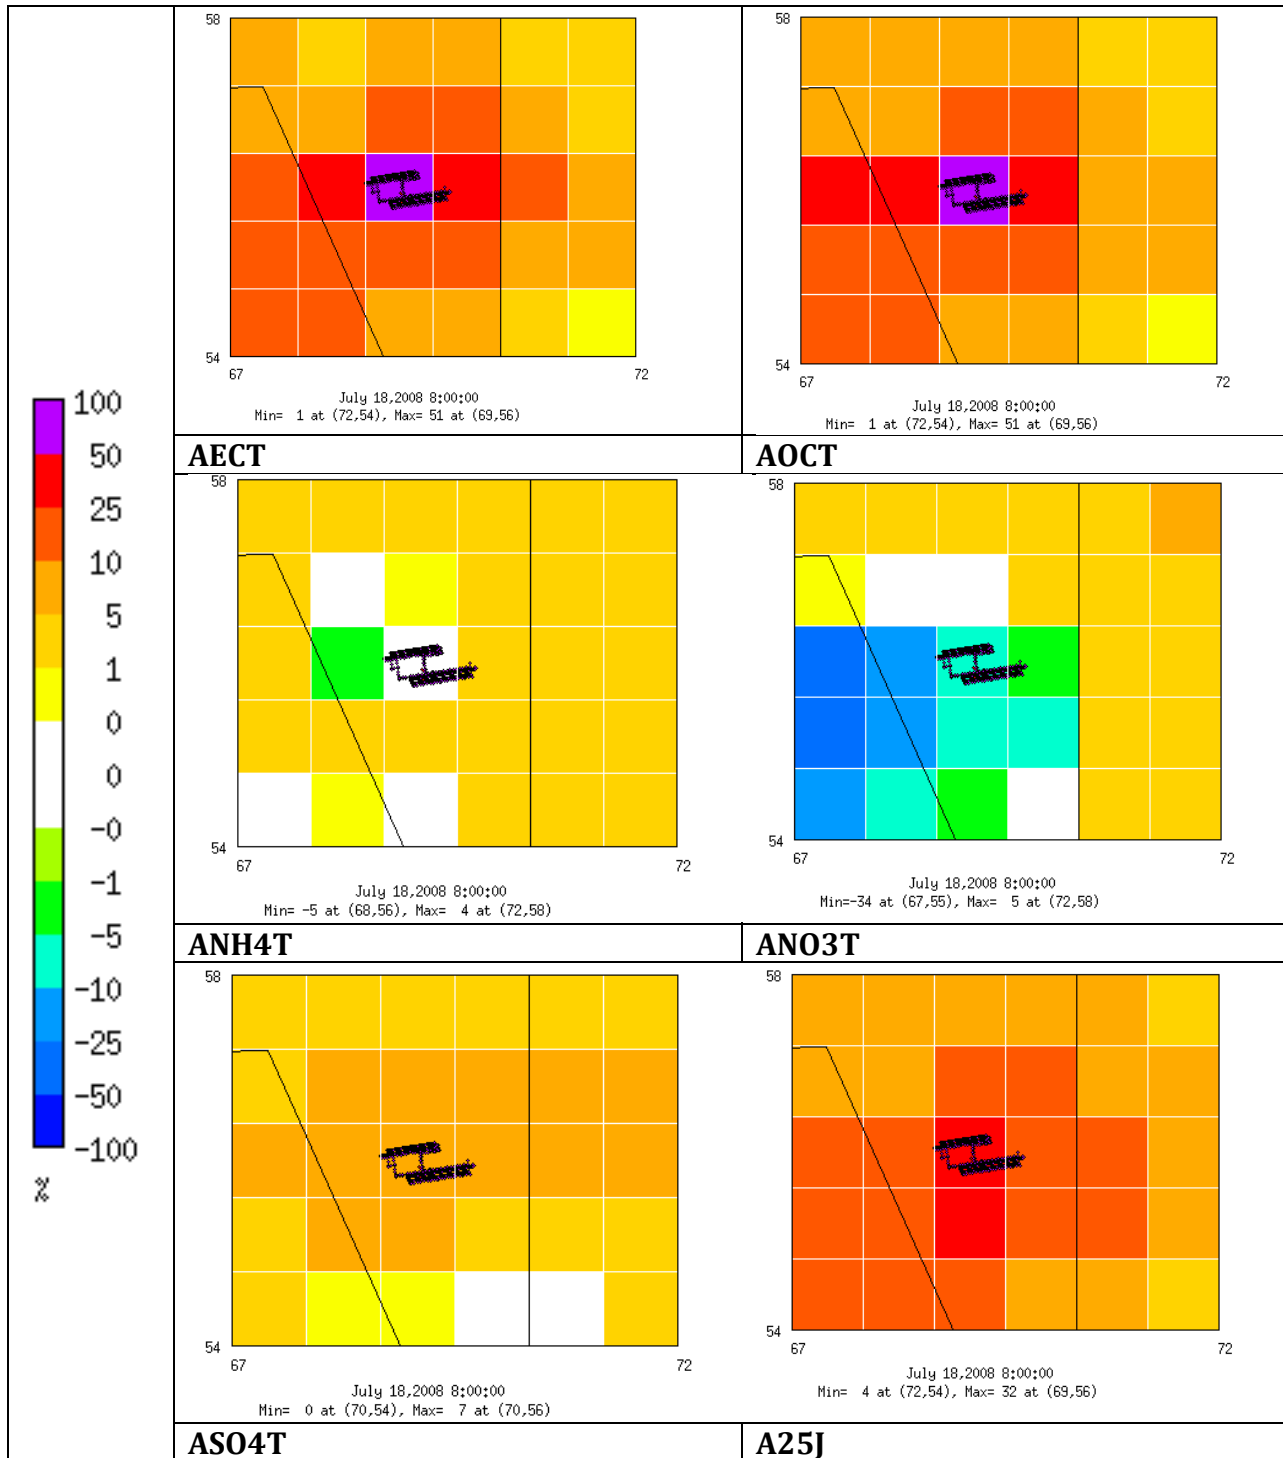 100
50
25
10
5
1
0
0
-0
-1
-5
-10
-25
-50
-100
%
58
54
67
72
July 18,2008 8:00:00
Min= 1 at (72,54), Max= 51 at (69,56)
AECT
58
54
67
72
July 18,2008 8:00:00
Min= 1 at (72,54), Max= 51 at (69,56)
AOCT
58
54
67
72
July 18,2008 8:00:00
Min= -5 at (68,56), Max= 4 at (72,58)
ANH4T
58
54
67
72
July 18,2008 8:00:00
Min=-34 at (67,55), Max= 5 at (72,58)
ANO3T
58
54
67
72
July 18,2008 8:00:00
Min= 0 at (70,54), Max= 7 at (70,56)
ASO4T
58
54
67
72
July 18,2008 8:00:00
Min= 4 at (72,54), Max= 32 at (69,56)
A25J